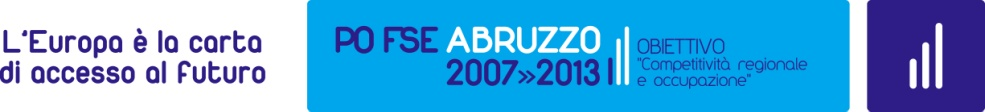 L'Europa è la carta
di accesso al futuro
PO FSE ABRUZZO
2007»2013
OBIETTIVO
"Competitività regionale
e occupazione"